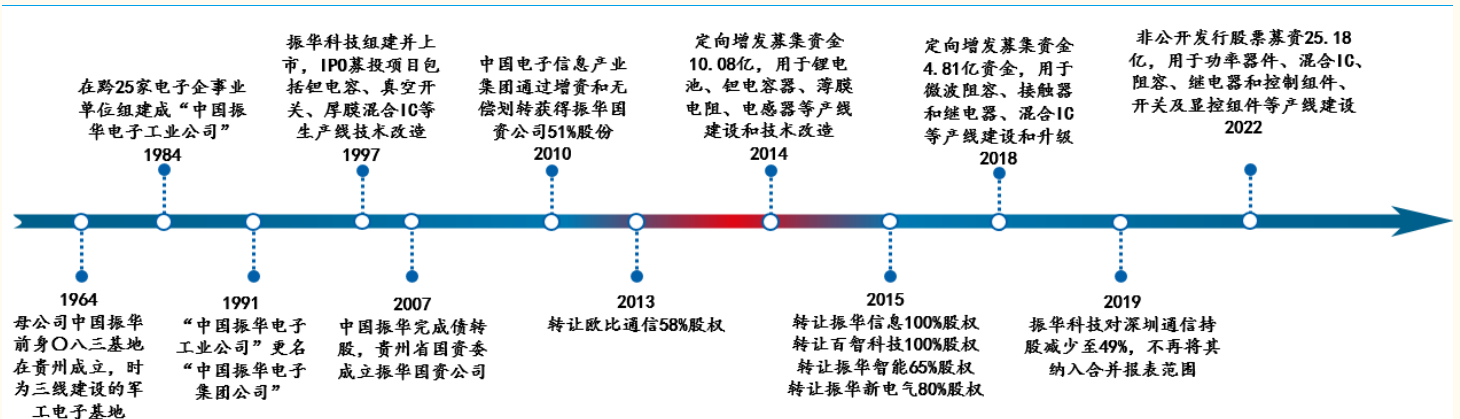 在黔25家电子企事业
单位组建成“中国振
华电子工业公司”
1984
振华科技组建并上
市，IPO募投项目包
括钽电容、真空开
关、厚膜混合IC等
生产线技术改造
1997
中国电子信息产业
集团通过增资和无
偿划转获得振华国
资公司51%股份
2010
定向增发募集资金
10.08亿，用于锂电
池、钽电容器、薄膜
电阻、电感器等产线
建设和技术改造
2014
定向增发募集资金
4.81亿资金，用于
微波阻容、接触器
和继电器、混合IC
等产线建设和升级
2018
非公开发行股票募资25.18
亿，用于功率器件、混合IC、
阻容、继电器和控制组件、
开关及显控组件等产线建设
2022
1964
母公司中国振华
前身〇八三基地
在贵州成立，时
为三线建设的军
工电子基地
1991
“中国振华电子
工业公司”更名
“中国振华电子
集团公司”
2007
中国振华完成债转
股，贵州省国资委
成立振华国资公司
2013
转让欧比通信58%股权
2015
转让振华信息100%股权
转让百智科技100%股权
转让振华智能65%股权
转让振华新电气80%股权
2019
振华科技对深圳通信持
股减少至49%，不再将其
纳入合并报表范围